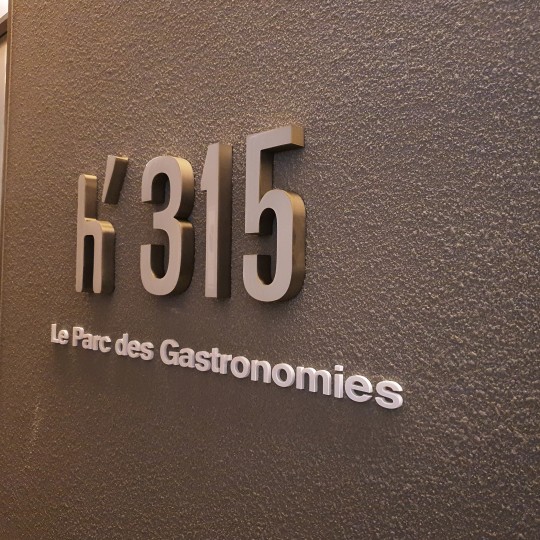 h'315
Le Parc des Gastronomies